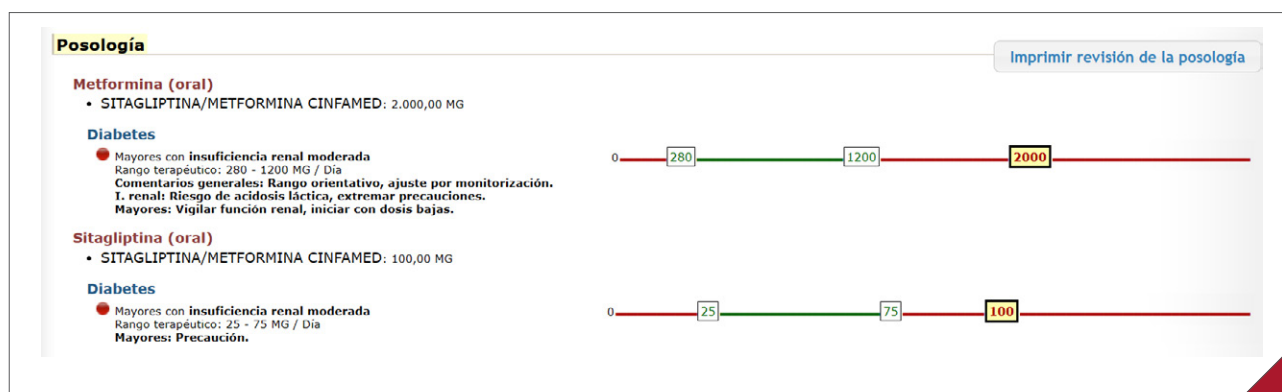 Posología
Imprimir revisión de la posología
Metformina (oral)
• SITAGLIPTINA/METFORMINA CINFAMED: 2.000,00 MG
Diabetes
Mayores con insuficiencia renal moderada
Rango terapéutico: 280 - 1200 MG / Día
Comentarios generales: Rango orientativo, ajuste por monitorización.
I. renal: Riesgo de acidosis láctica, extremar precauciones.
Mayores: Vigilar función renal, iniciar con dosis bajas.
0 280 1200 2000
Sitagliptina (oral)
• SITAGLIPTINA/METFORMINA CINFAMED: 100,00 MG
Diabetes
Mayores con insuficiencia renal moderada
Rango terapéutico: 25 - 75 MG / Día
Mayores: Precaución.
0 25 75 100